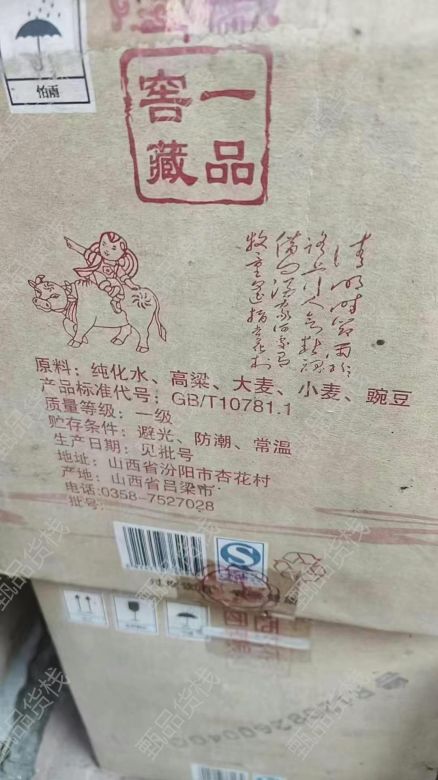 怕雨
一品
窖藏
清明时节雨纷纷
路上行人欲断魂
借问酒家何处有
牧童遥指杏花村
原料：纯化水、高粱、大麦、小麦、豌豆
产品标准代号：GB/T10781.1
质量等级：一级
贮存条件：避光、防潮、常温
生产日期：见批号
地址：山西省汾阳市杏花村
产地：山西省吕梁市
电话:0358-7527028
批号:
甄品货栈